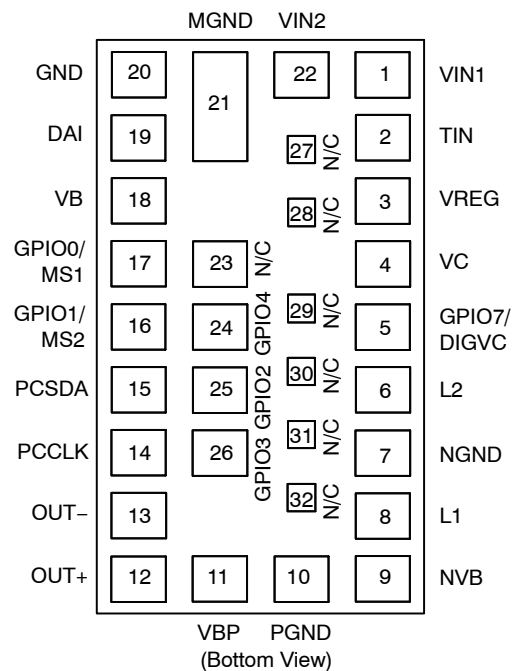 MGND VIN2
GND 20 21 22 1 VIN1
DAI 19 27 N/C 2 TIN
VB 18 28 N/C 3 VREG
GPIO0/
MS1 17 23 N/C 4 VC
GPIO1/
MS2 16 24 GPIO4 29 N/C 5 GPIO7/
DIGVC
PCSDA 15 25 GPIO2 30 N/C 6 L2
PCCLK 14 26 GPIO3 31 N/C 7 NGND
OUT− 13 32 N/C 8 L1
OUT+ 12 11 10 9 NVB
VBP PGND
(Bottom View)